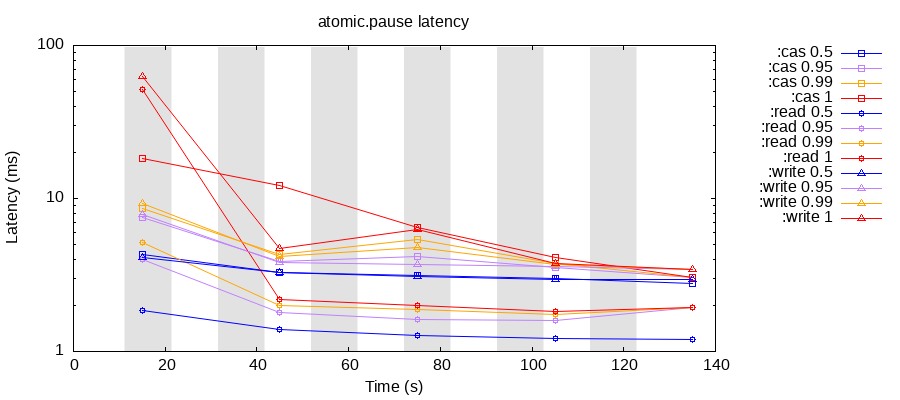 atomic.pause latency
100
10
1
Latency (ms)
0
20
40
60
80
100
120
140
Time (s)
:cas 0.5
:cas 0.95
:cas 0.99
:cas 1
:read 0.5
:read 0.95
:read 0.99
:read 1
:write 0.5
:write 0.95
:write 0.99
:write 1